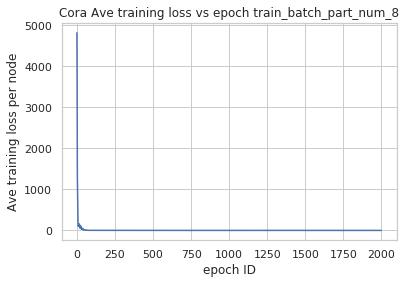 Cora Ave training loss vs epoch train_batch_part_num_8
Ave training loss per node
5000
4000
3000
2000
1000
0
0 250 500 750 1000 1250 1500 1750 2000
epoch ID